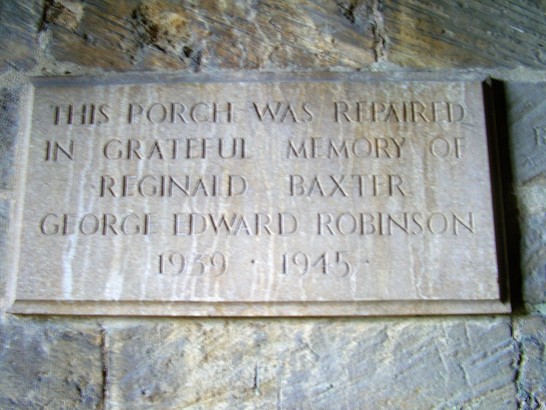 THIS PORCH WAS REPAIRED
IN GRATEFUL MEMORY OF
REGINALD BAXTER
GEORGE EDWARD ROBINSON
1939 · 1945 ·